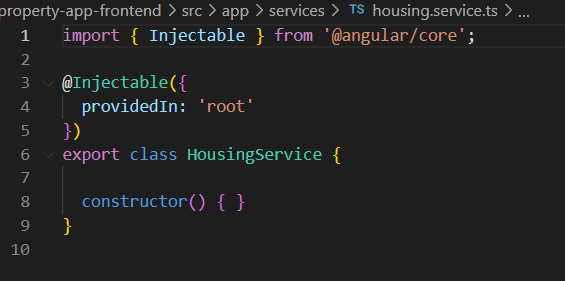 property-app-frontend > src > app > services > TS housing.service.ts > ...
1 import { Injectable } from '@angular/core';
2
3 @Injectable({
4   providedIn: 'root'
5 })
6 export class HousingService {
7
8   constructor() { }
9 }
10